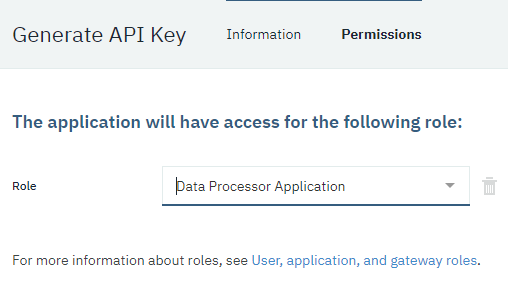 Generate API Key Information Permissions
The application will have access for the following role:
Role Data Processor Application
For more information about roles, see User, application, and gateway roles.